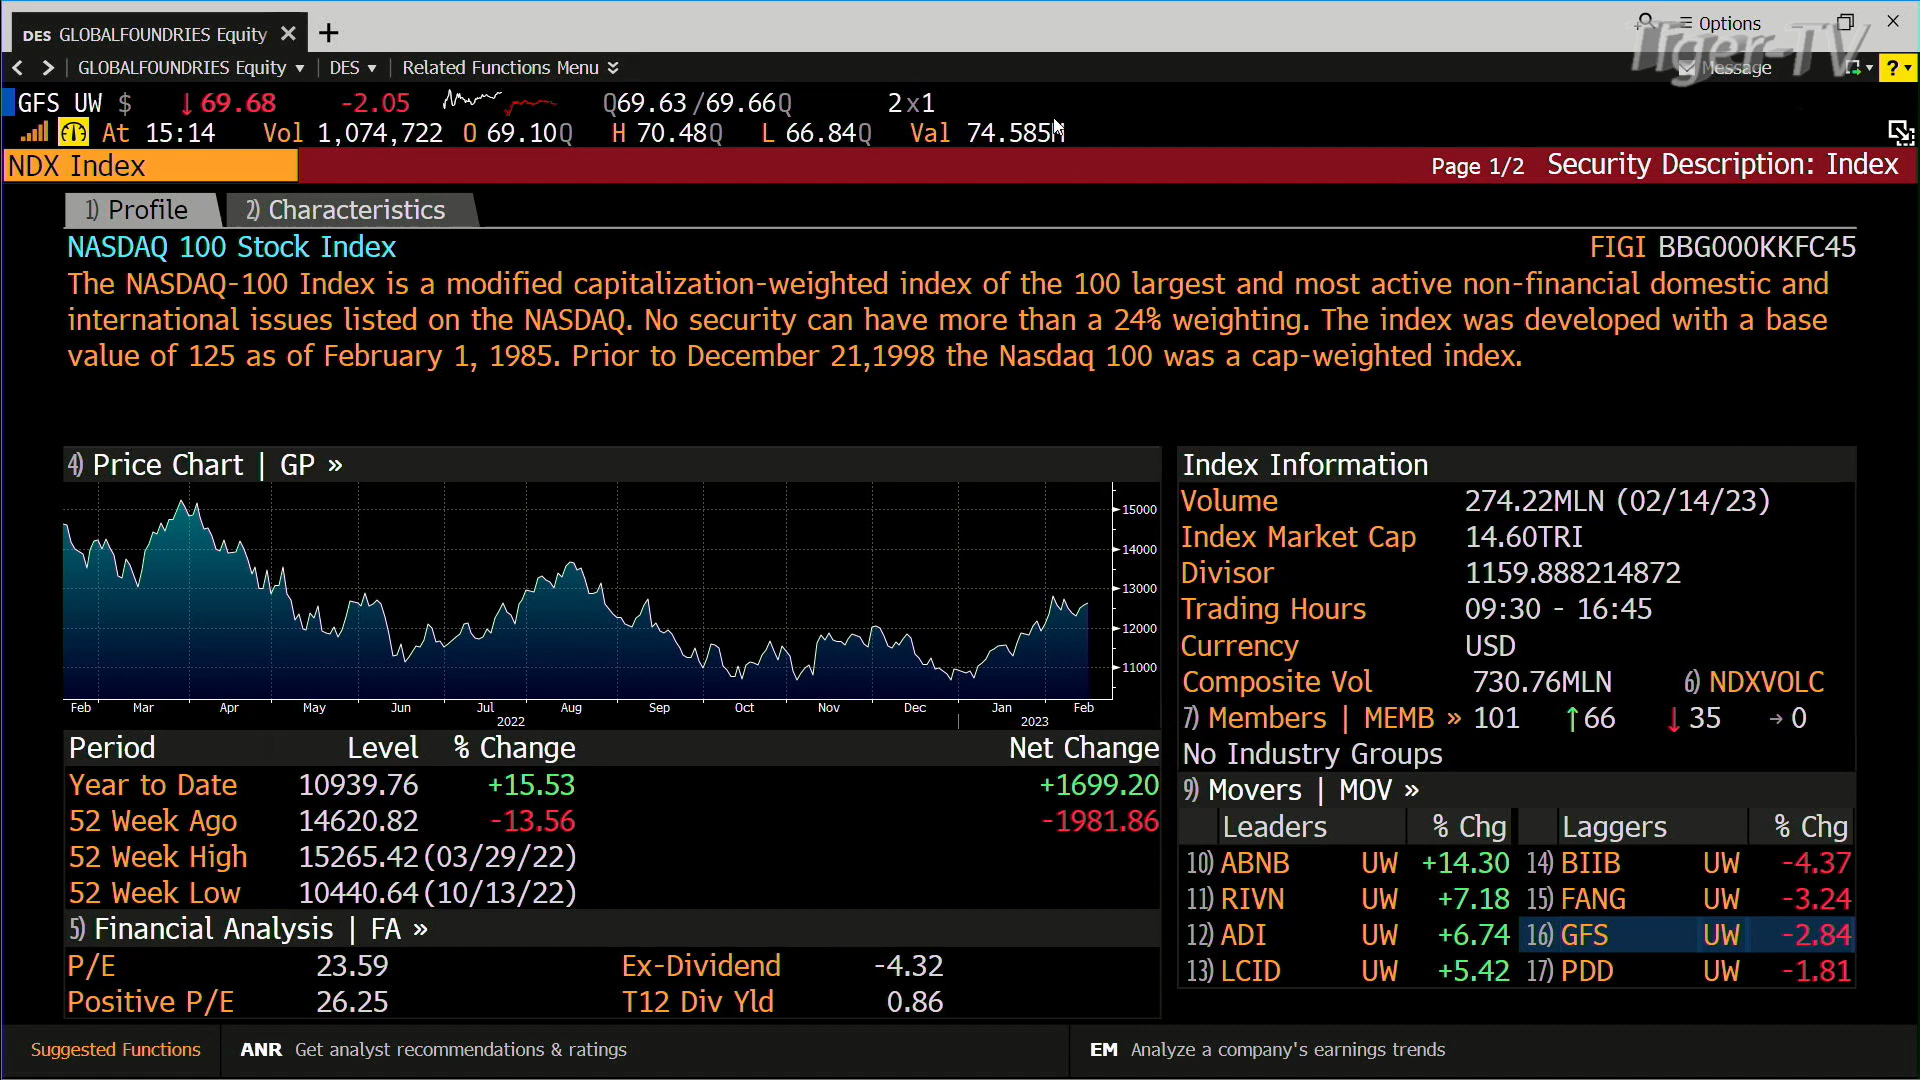 DES GLOBALFOUNDRIES Equity × +
Options
Tiger-TV
< > | GLOBALFOUNDRIES Equity ▾ | DES ▾ | Related Functions Menu
Message
? ▾
GFS UW $ ↓69.68 -2.05 Q69.63/69.66Q 2x1
At 15:14 Vol 1,074,722 O 69.10Q H 70.48Q L 66.84Q Val 74.585M
NDX Index
Page 1/2 Security Description: Index
1) Profile 2) Characteristics
NASDAQ 100 Stock Index
FIGI BBG000KKFC45
The NASDAQ-100 Index is a modified capitalization-weighted index of the 100 largest and most active non-financial domestic and
international issues listed on the NASDAQ. No security can have more than a 24% weighting. The index was developed with a base
value of 125 as of February 1, 1985. Prior to December 21,1998 the Nasdaq 100 was a cap-weighted index.
4) Price Chart | GP »
15000
14000
13000
12000
11000
Feb Mar Apr May Jun Jul Aug Sep Oct Nov Dec Jan Feb
2022 2023
Period Level % Change Net Change
Year to Date 10939.76 +15.53 +1699.20
52 Week Ago 14620.82 -13.56 -1981.86
52 Week High 15265.42 (03/29/22)
52 Week Low 10440.64 (10/13/22)
5) Financial Analysis | FA »
P/E 23.59 Ex-Dividend -4.32
Positive P/E 26.25 T12 Div Yld 0.86
Index Information
Volume 274.22MLN (02/14/23)
Index Market Cap 14.60TRI
Divisor 1159.888214872
Trading Hours 09:30 - 16:45
Currency USD
Composite Vol 730.76MLN 6) NDXVOLC
7) Members | MEMB » 101 ↑66 ↓35 → 0
No Industry Groups
9) Movers | MOV »
Leaders % Chg Laggers % Chg
10) ABNB UW +14.30 14) BIIB UW -4.37
11) RIVN UW +7.18 15) FANG UW -3.24
12) ADI UW +6.74 16) GFS UW -2.84
13) LCID UW +5.42 17) PDD UW -1.81
Suggested Functions ANR Get analyst recommendations & ratings EM Analyze a company's earnings trends